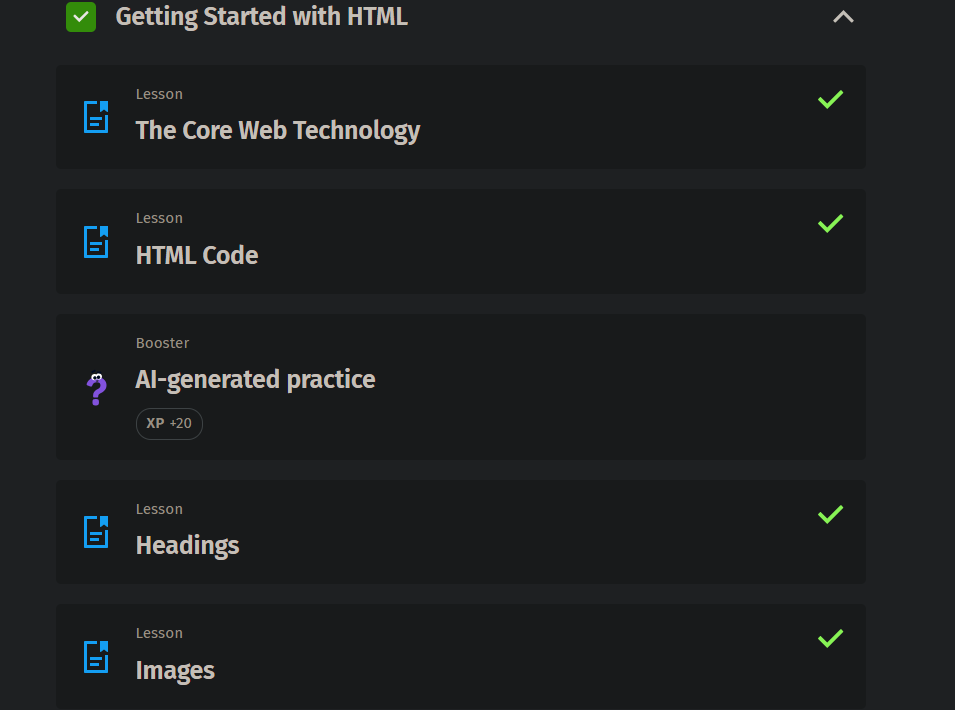 Getting Started with HTML
Lesson
The Core Web Technology
Lesson
HTML Code
Booster
AI-generated practice
XP +20
Lesson
Headings
Lesson
Images